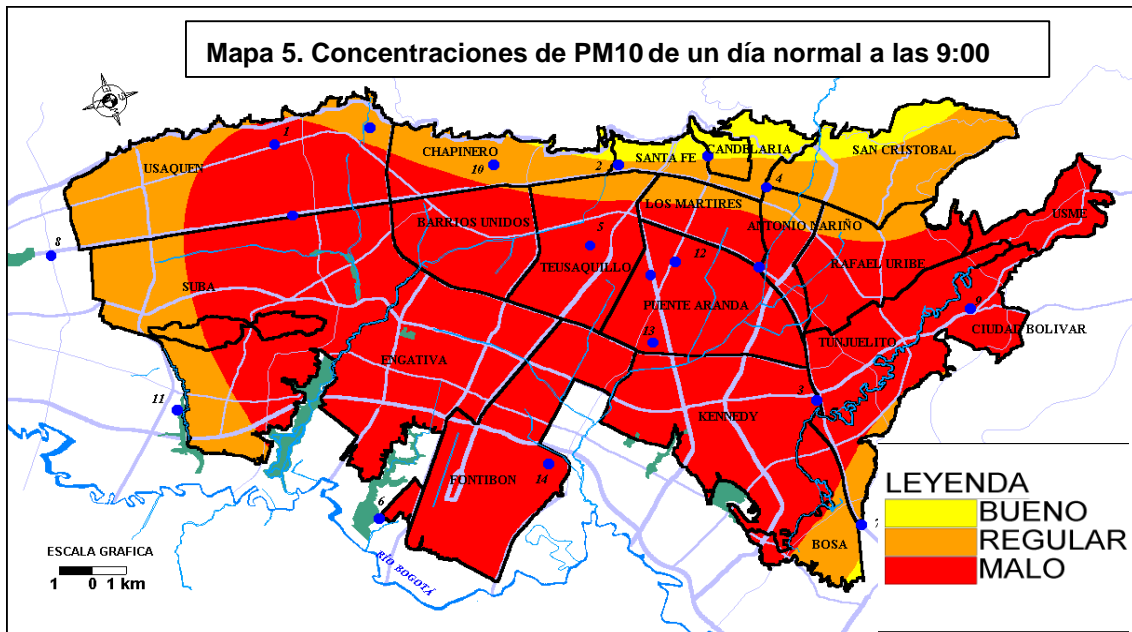 Mapa 5. Concentraciones de PM10 de un día normal a las 9:00
1
USAQUEN
CHAPINERO
10
2
SANTA FE
CANDELARIA
SAN CRISTOBAL
4
LOS MARTIRES
ANTONIO NARIÑO
USME
BARRIOS UNIDOS
5
8
TEUSAQUILLO
12
RAFAEL URIBE
SUBA
PUENTE ARANDA
9
CIUDAD BOLIVAR
TUNJUELITO
13
ENGATIVA
3
KENNEDY
11
FONTIBON
14
6
7
BOSA
RÍO BOGOTÁ
ESCALA GRAFICA
1 0 1 km
LEYENDA
BUENO
REGULAR
MALO